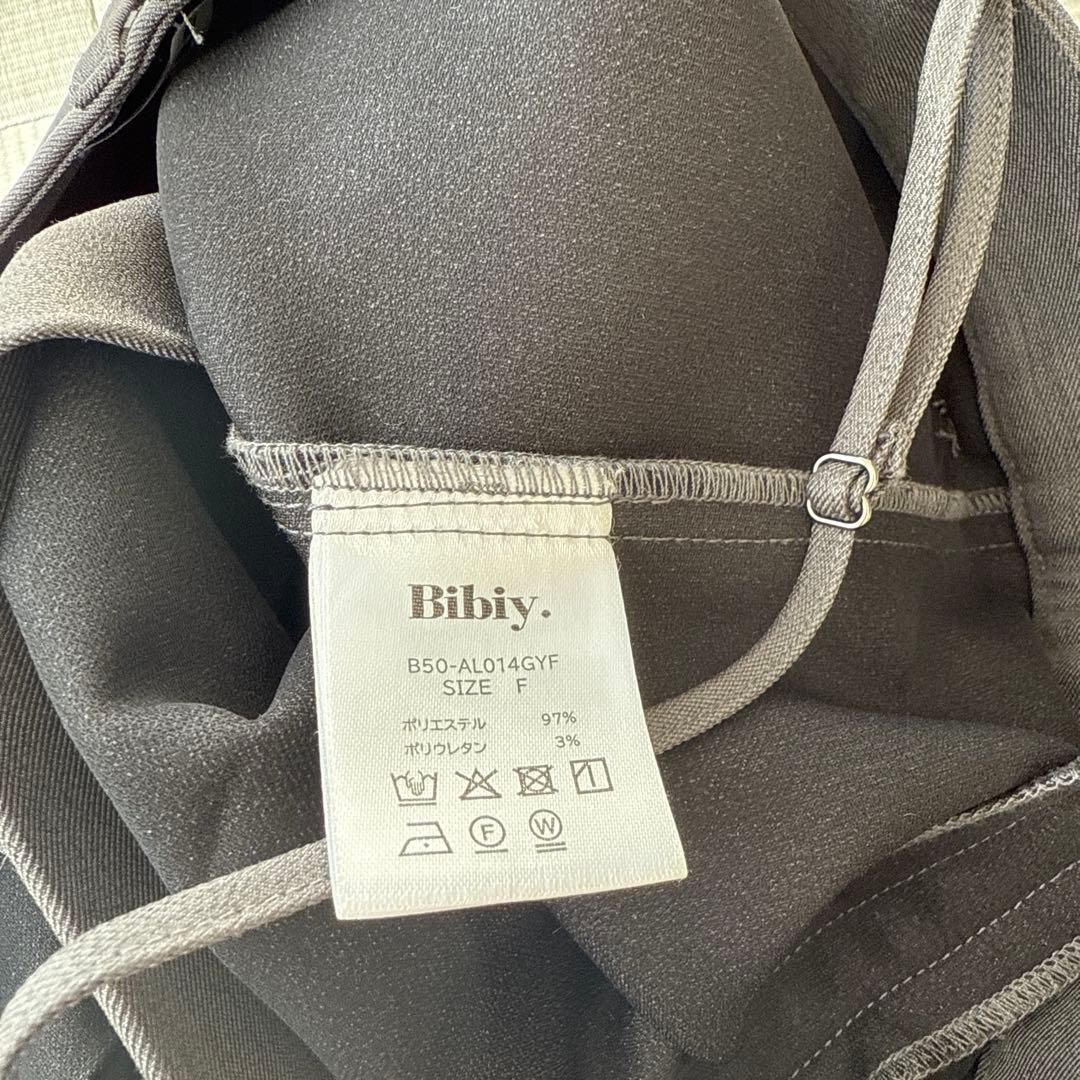 Bibiy.
B50-AL014GYF
SIZE F
ポリエステル 97%
ポリウレタン 3%
F W